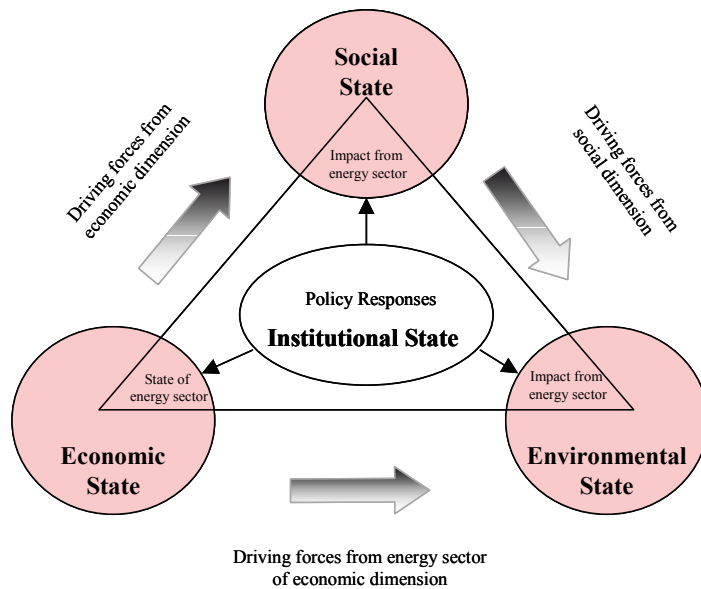 Social
State
Impact from
energy sector
Driving forces from
economic dimension
Driving forces from
social dimension
Policy Responses
Institutional State
State of
energy sector
Economic
State
Impact from
energy sector
Environmental
State
Driving forces from energy sector
of economic dimension